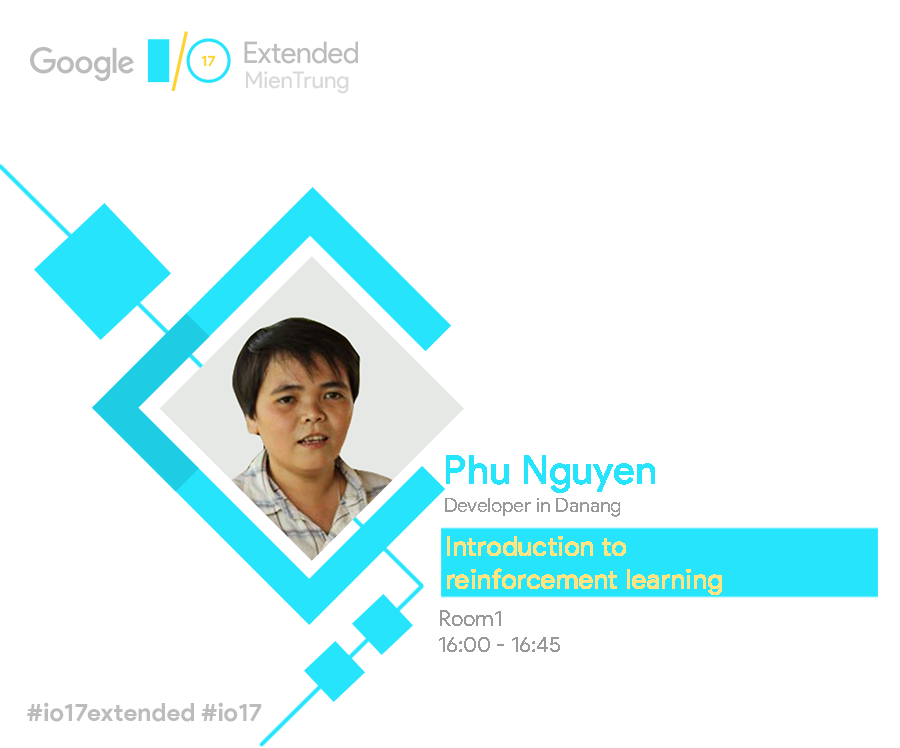 Google I/O 17 Extended
MienTrung
Phu Nguyen
Developer in Danang
Introduction to
reinforcement learning
Room1
16:00 - 16:45
#io17extended #io17